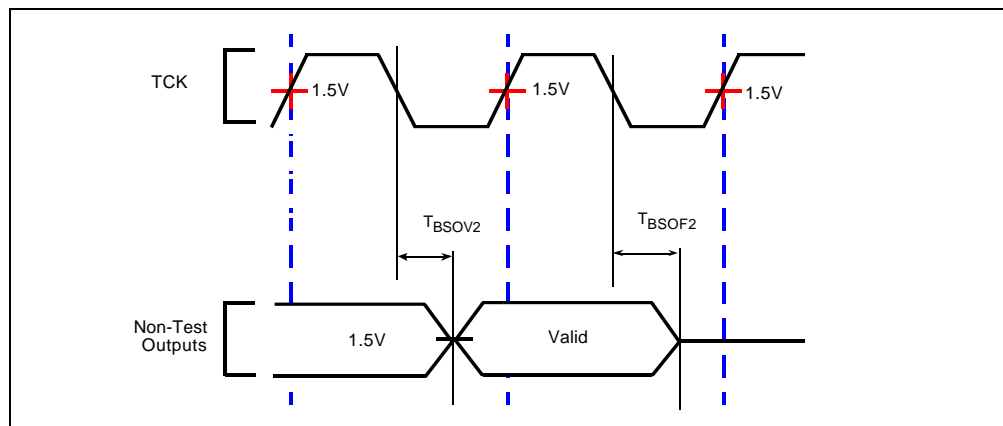 TCK
1.5V
1.5V
1.5V
TBSOV2
TBSOF2
Non-Test
Outputs
1.5V
Valid